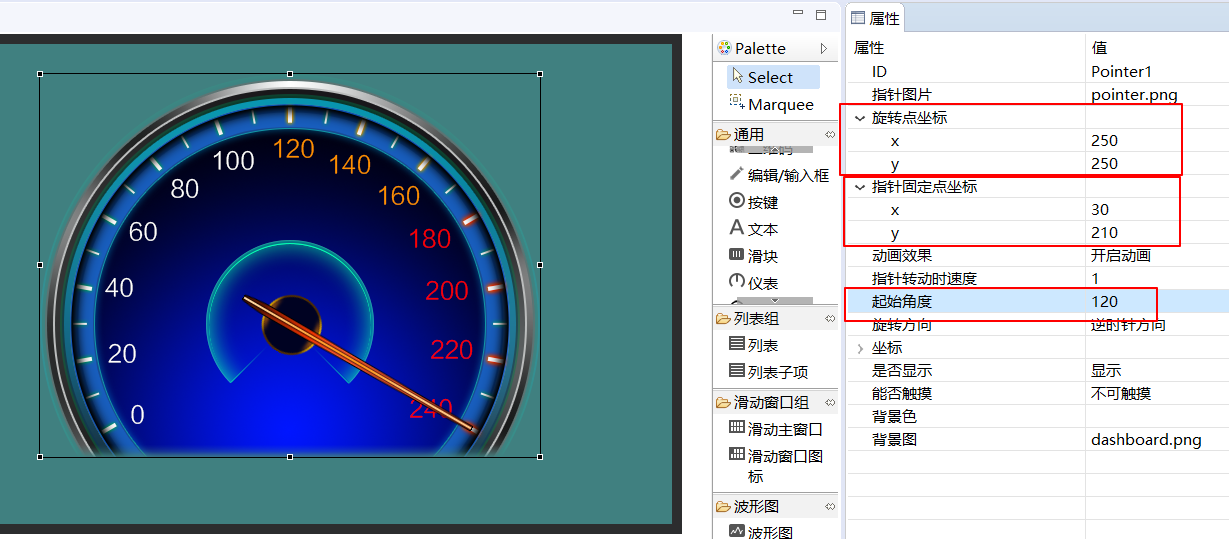 120
100
140
80
160
60
180
40
200
20
220
240
0
Palette
Select
Marquee
通用
二维码
编辑/输入框
按键
文本
滑块
仪表
列表组
列表
列表子项
滑动窗口组
滑动主窗口
滑动窗口图
标
波形图
波形图
属性
属性 值
ID Pointer1
指针图片 pointer.png
旋转点坐标
x 250
y 250
指针固定点坐标
x 30
y 210
动画效果 开启动画
指针转动时速度 1
起始角度 120
旋转方向 逆时针方向
坐标
是否显示 显示
能否触摸 不可触摸
背景色
背景图 dashboard.png